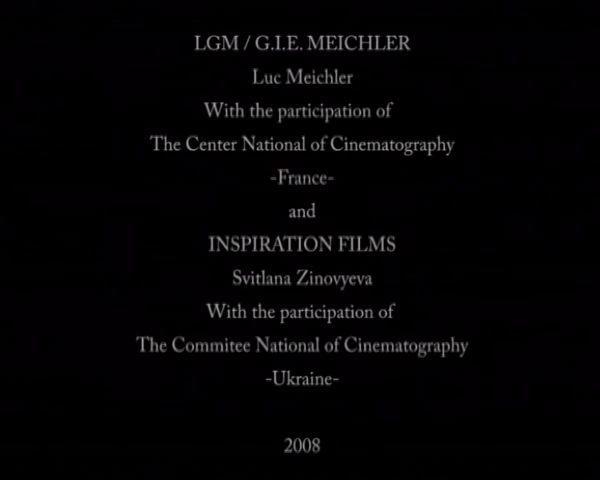 LGM / G.I.E. MEICHLER
Luc Meichler
With the participation of
The Center National of Cinematography
-France-
and
INSPIRATION FILMS
Svitlana Zinovyeva
With the participation of
The Commitee National of Cinematography
-Ukraine-
2008